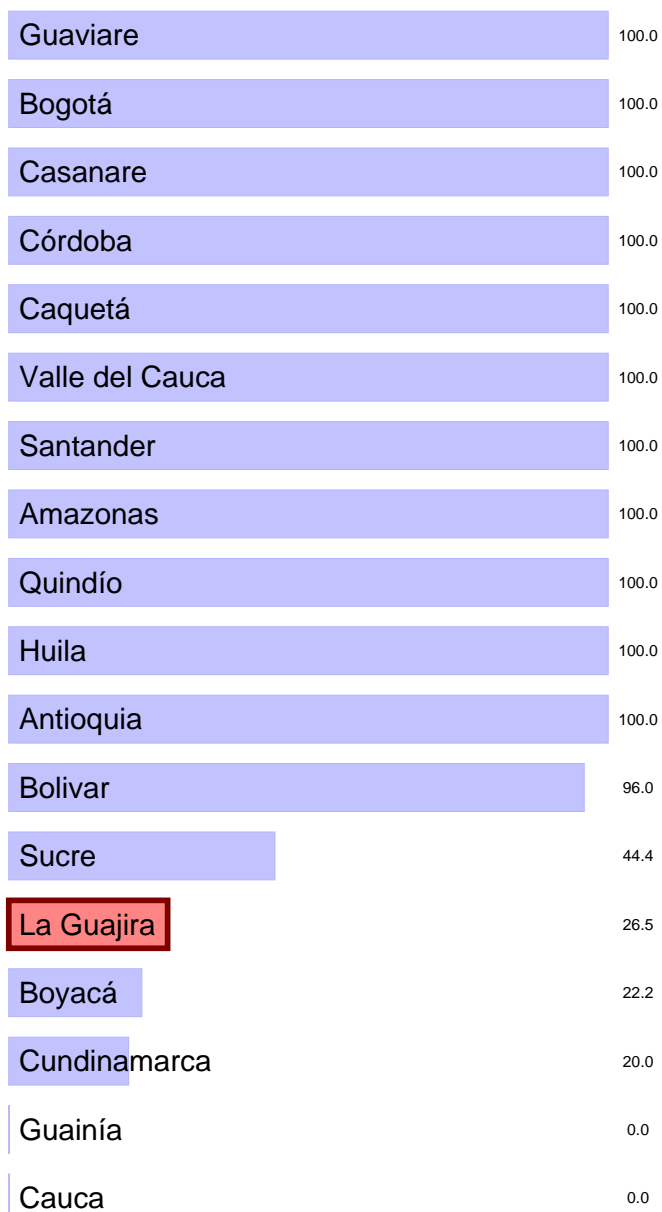 Guaviare 100.0
Bogotá 100.0
Casanare 100.0
Córdoba 100.0
Caquetá 100.0
Valle del Cauca 100.0
Santander 100.0
Amazonas 100.0
Quindío 100.0
Huila 100.0
Antioquia 100.0
Bolivar 96.0
Sucre 44.4
La Guajira 26.5
Boyacá 22.2
Cundinamarca 20.0
Guainía 0.0
Cauca 0.0